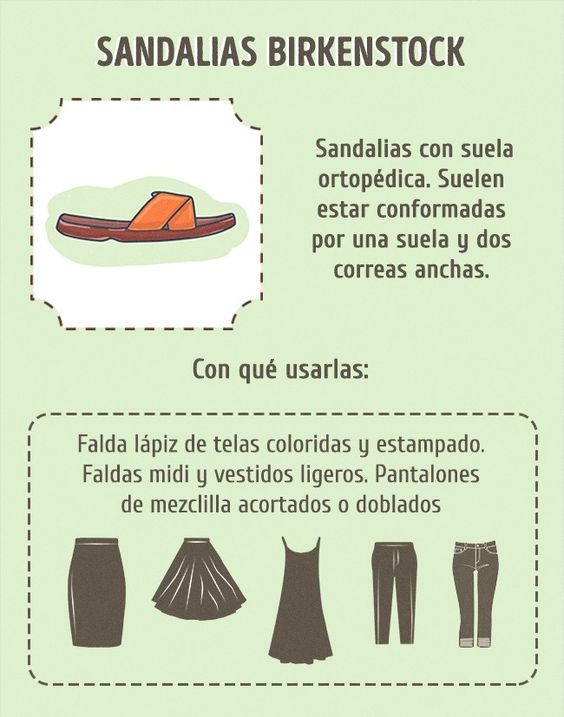 SANDALIAS BIRKENSTOCK
Sandalias con suela
ortopédica. Suelen
estar conformadas
por una suela y dos
correas anchas.
Con qué usarlas:
Falda lápiz de telas coloridas y estampado.
Faldas midi y vestidos ligeros. Pantalones
de mezclilla acortados o doblados